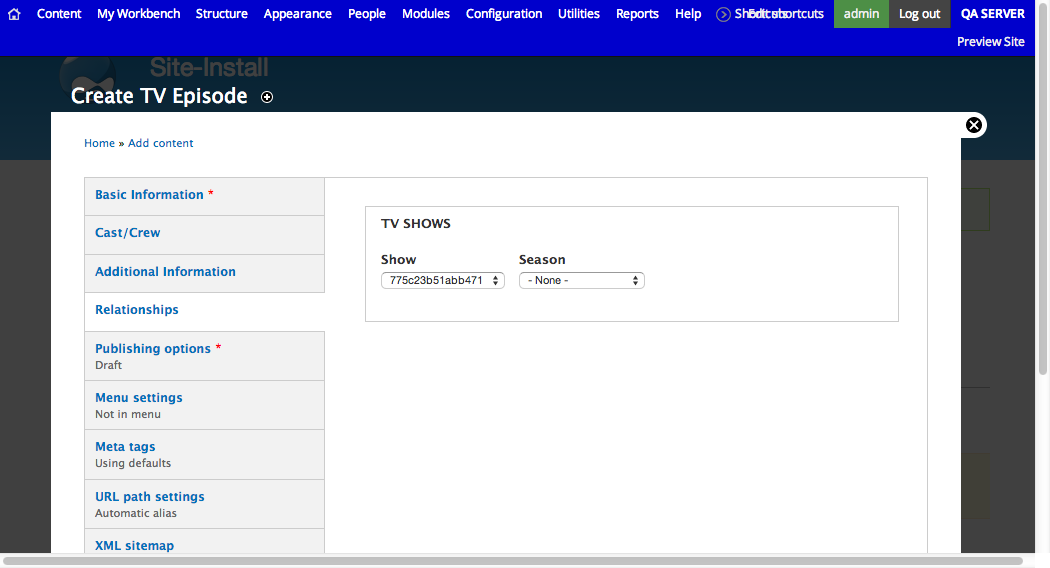 Content My Workbench Structure Appearance People Modules Configuration Utilities Reports Help Shortcuts Edit shortcuts admin Log out QA SERVER
Preview Site
Site-Install
Create TV Episode
Home » Add content
Basic Information *
Cast/Crew
Additional Information
Relationships
Publishing options *
Draft
Menu settings
Not in menu
Meta tags
Using defaults
URL path settings
Automatic alias
XML sitemap
TV SHOWS
Show Season
775c23b51abb471 - None -